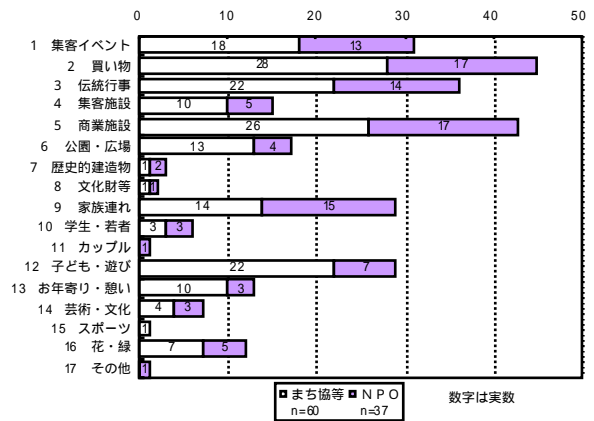 0 10 20 30 40 50
1 集客イベント 18 13
2 買い物 28 17
3 伝統行事 22 14
4 集客施設 10 5
5 商業施設 26 17
6 公園・広場 13 4
7 歴史的建造物 1 2
8 文化財等 1 1
9 家族連れ 14 15
10 学生・若者 3 3
11 カップル 1
12 子ども・遊び 22 7
13 お年寄り・憩い 10 3
14 芸術・文化 4 3
15 スポーツ 1
16 花・緑 7 5
17 その他 1
まち協等 NPO 数字は実数
n=60 n=37